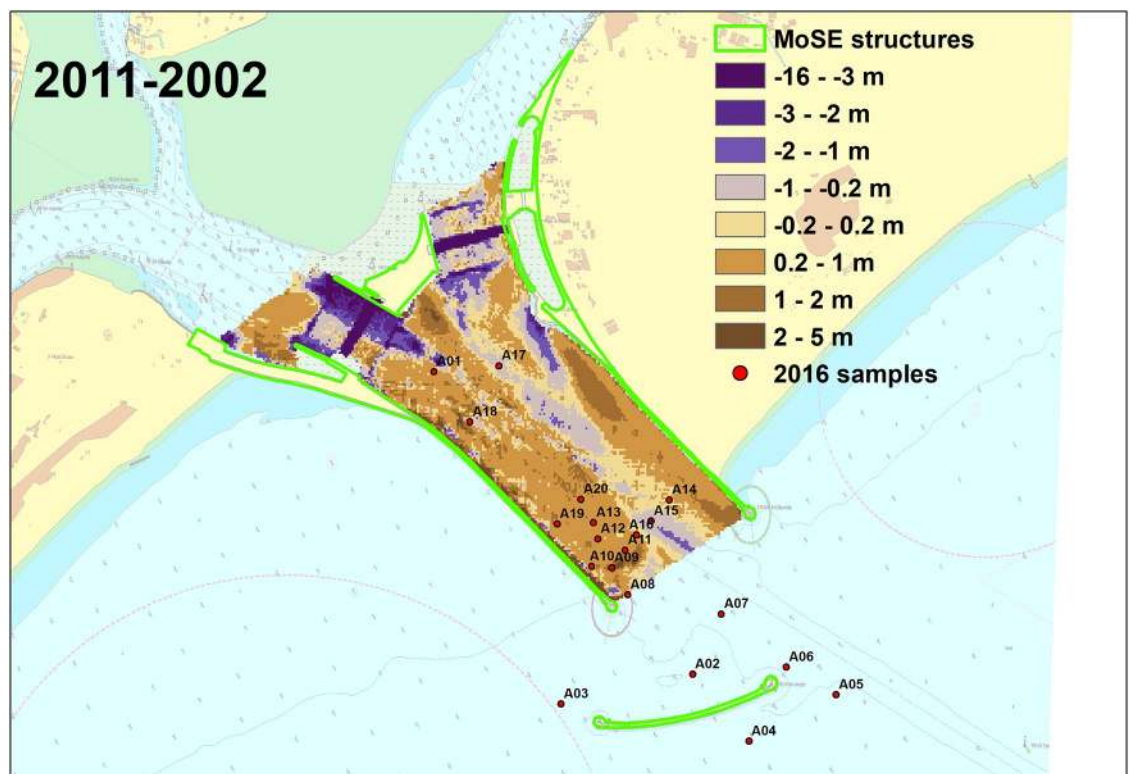 2011-2002
MoSE structures
-16 - -3 m
-3 - -2 m
-2 - -1 m
-1 - -0.2 m
-0.2 - 0.2 m
0.2 - 1 m
1 - 2 m
2 - 5 m
2016 samples
A17
A01
A18
A20
A14
A19
A13
A15
A16
A12
A11
A10
A09
A08
A07
A02
A06
A03
A05
A04